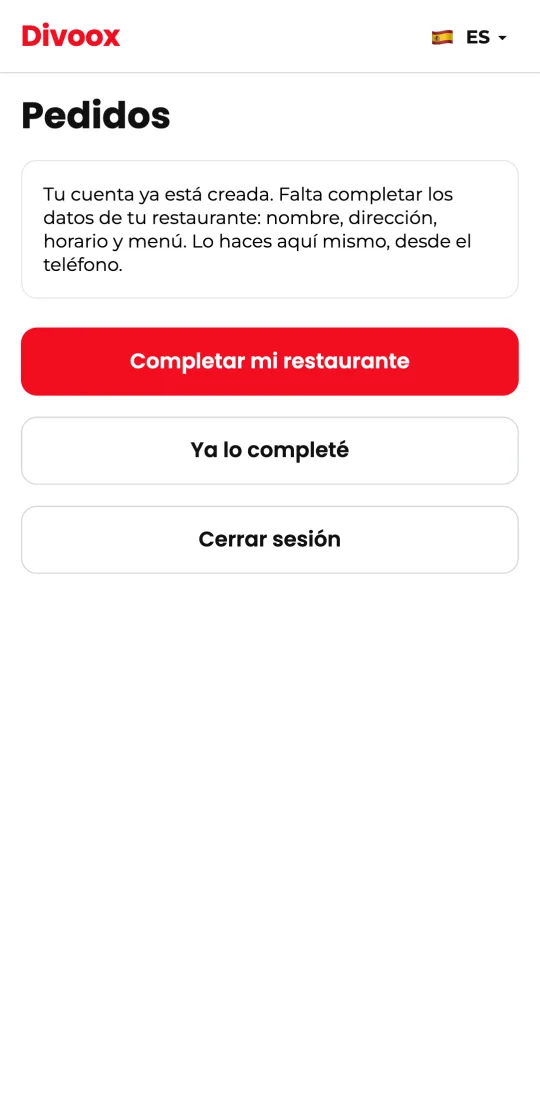 Divoox
ES
Pedidos
Tu cuenta ya está creada. Falta completar los
datos de tu restaurante: nombre, dirección,
horario y menú. Lo haces aquí mismo, desde el
teléfono.
Completar mi restaurante
Ya lo completé
Cerrar sesión